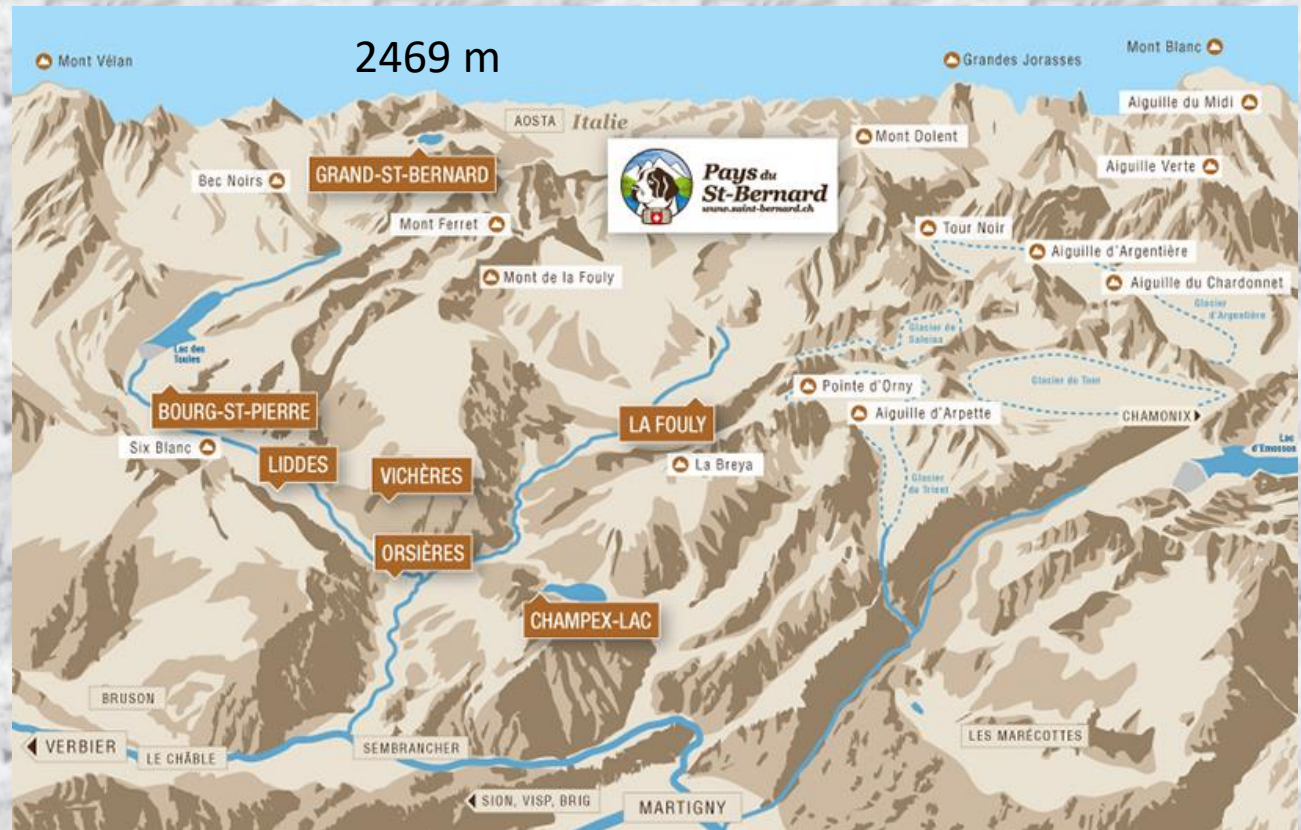 2469 m
Mont Vélan
Grandes Jorasses
Mont Blanc
Aiguille du Midi
AOSTA Italie
Mont Dolent
Bec Noirs
GRAND-ST-BERNARD
Pays du
St-Bernard
www.saint-bernard.ch
Aiguille Verte
Mont Ferret
Tour Noir
Aiguille d'Argentière
Mont de la Fouly
Aiguille du Chardonnet
Glacier
d'Argentière
Glacier de
Saleina
Lac des
Toules
Pointe d'Orny
Glacier du Tour
BOURG-ST-PIERRE
LA FOULY
Aiguille d'Arpette
CHAMONIX
Six Blanc
LIDDES
VICHÈRES
La Breya
Lac
d'Emosson
Glacier
du Trient
ORSIÈRES
CHAMPEX-LAC
BRUSON
VERBIER
LE CHÂBLE
SEMBRANCHER
LES MARÉCOTTES
SION, VISP, BRIG
MARTIGNY